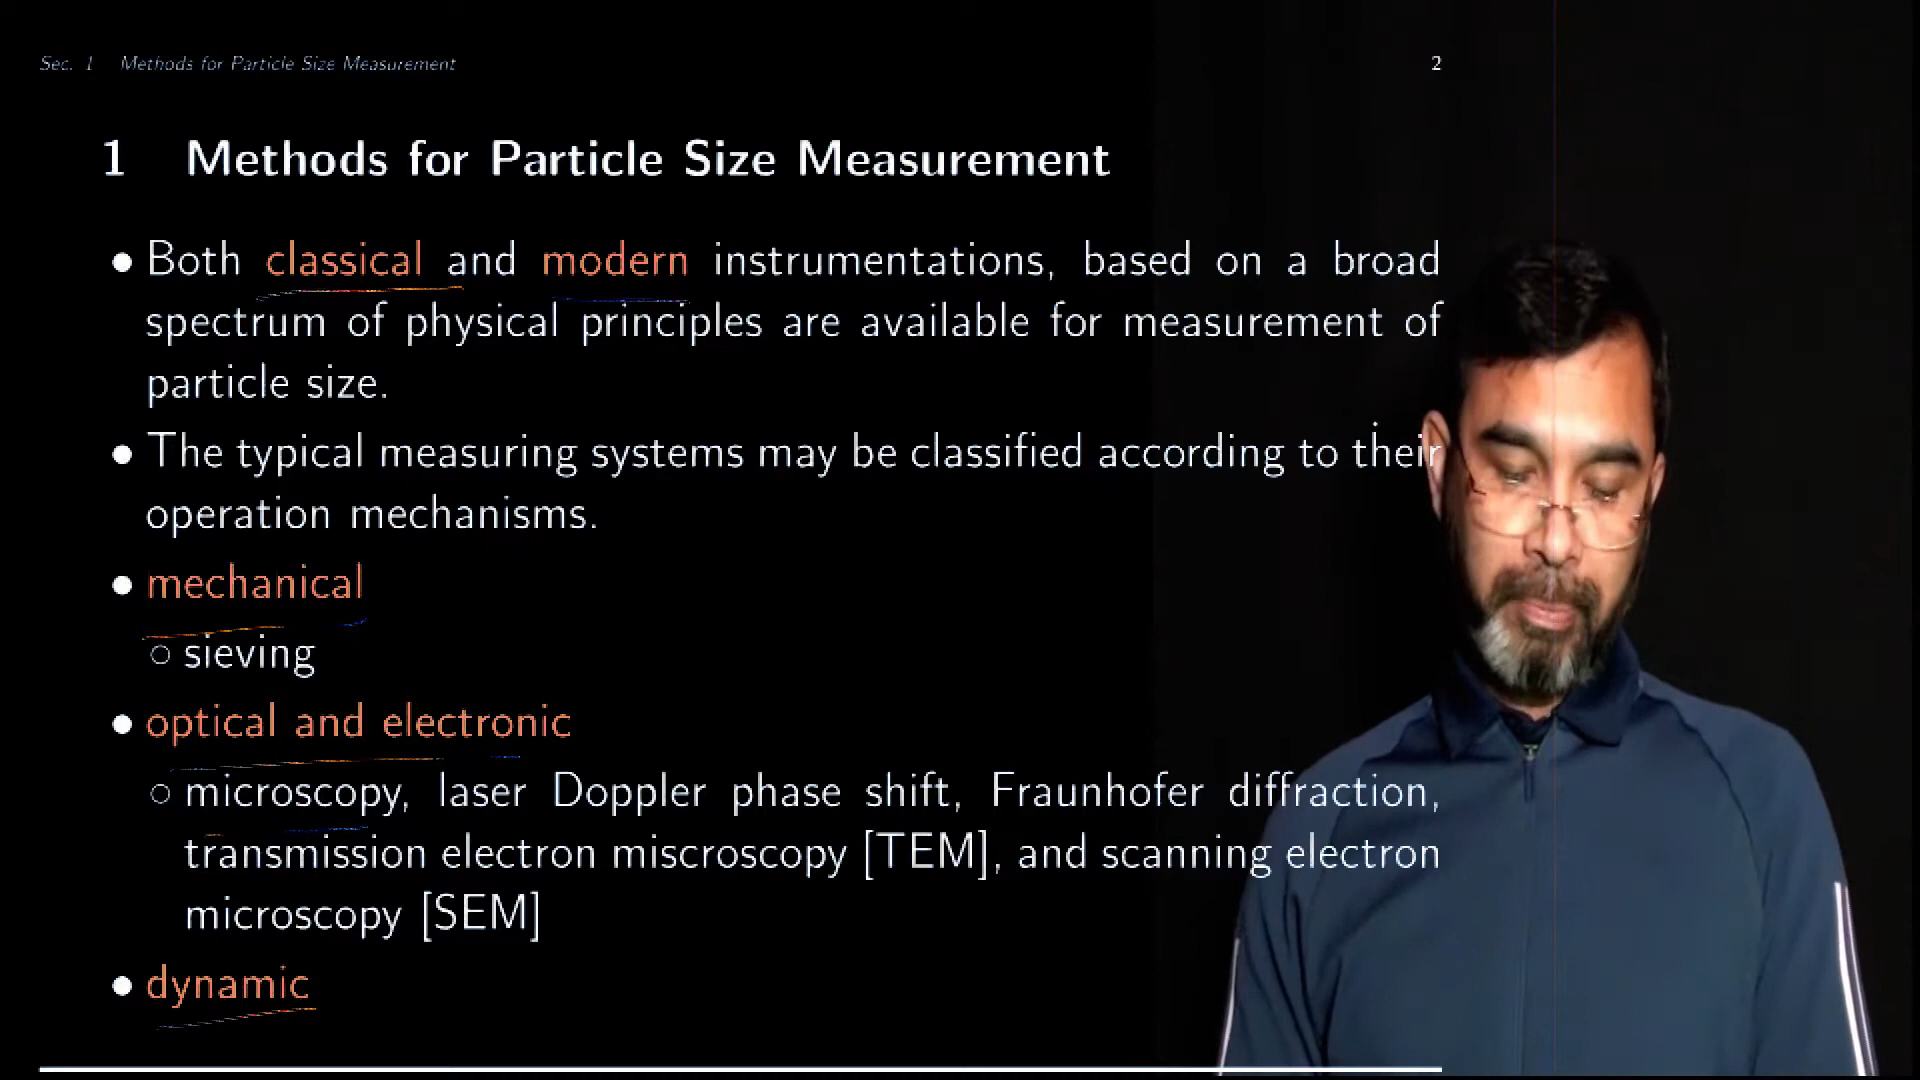 Sec. 1 Methods for Particle Size Measurement 2
1 Methods for Particle Size Measurement
● Both classical and modern instrumentations, based on a broad
spectrum of physical principles are available for measurement of
particle size.
● The typical measuring systems may be classified according to their
operation mechanisms.
● mechanical
○ sieving
● optical and electronic
○ microscopy, laser Doppler phase shift, Fraunhofer diffraction,
transmission electron miscroscopy [TEM], and scanning electron
microscopy [SEM]
● dynamic